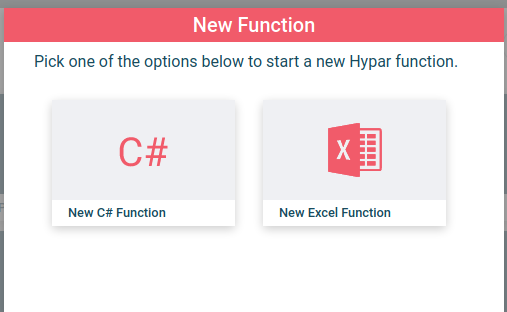 New Function
Pick one of the options below to start a new Hypar function.
C#
X
New C# Function
New Excel Function